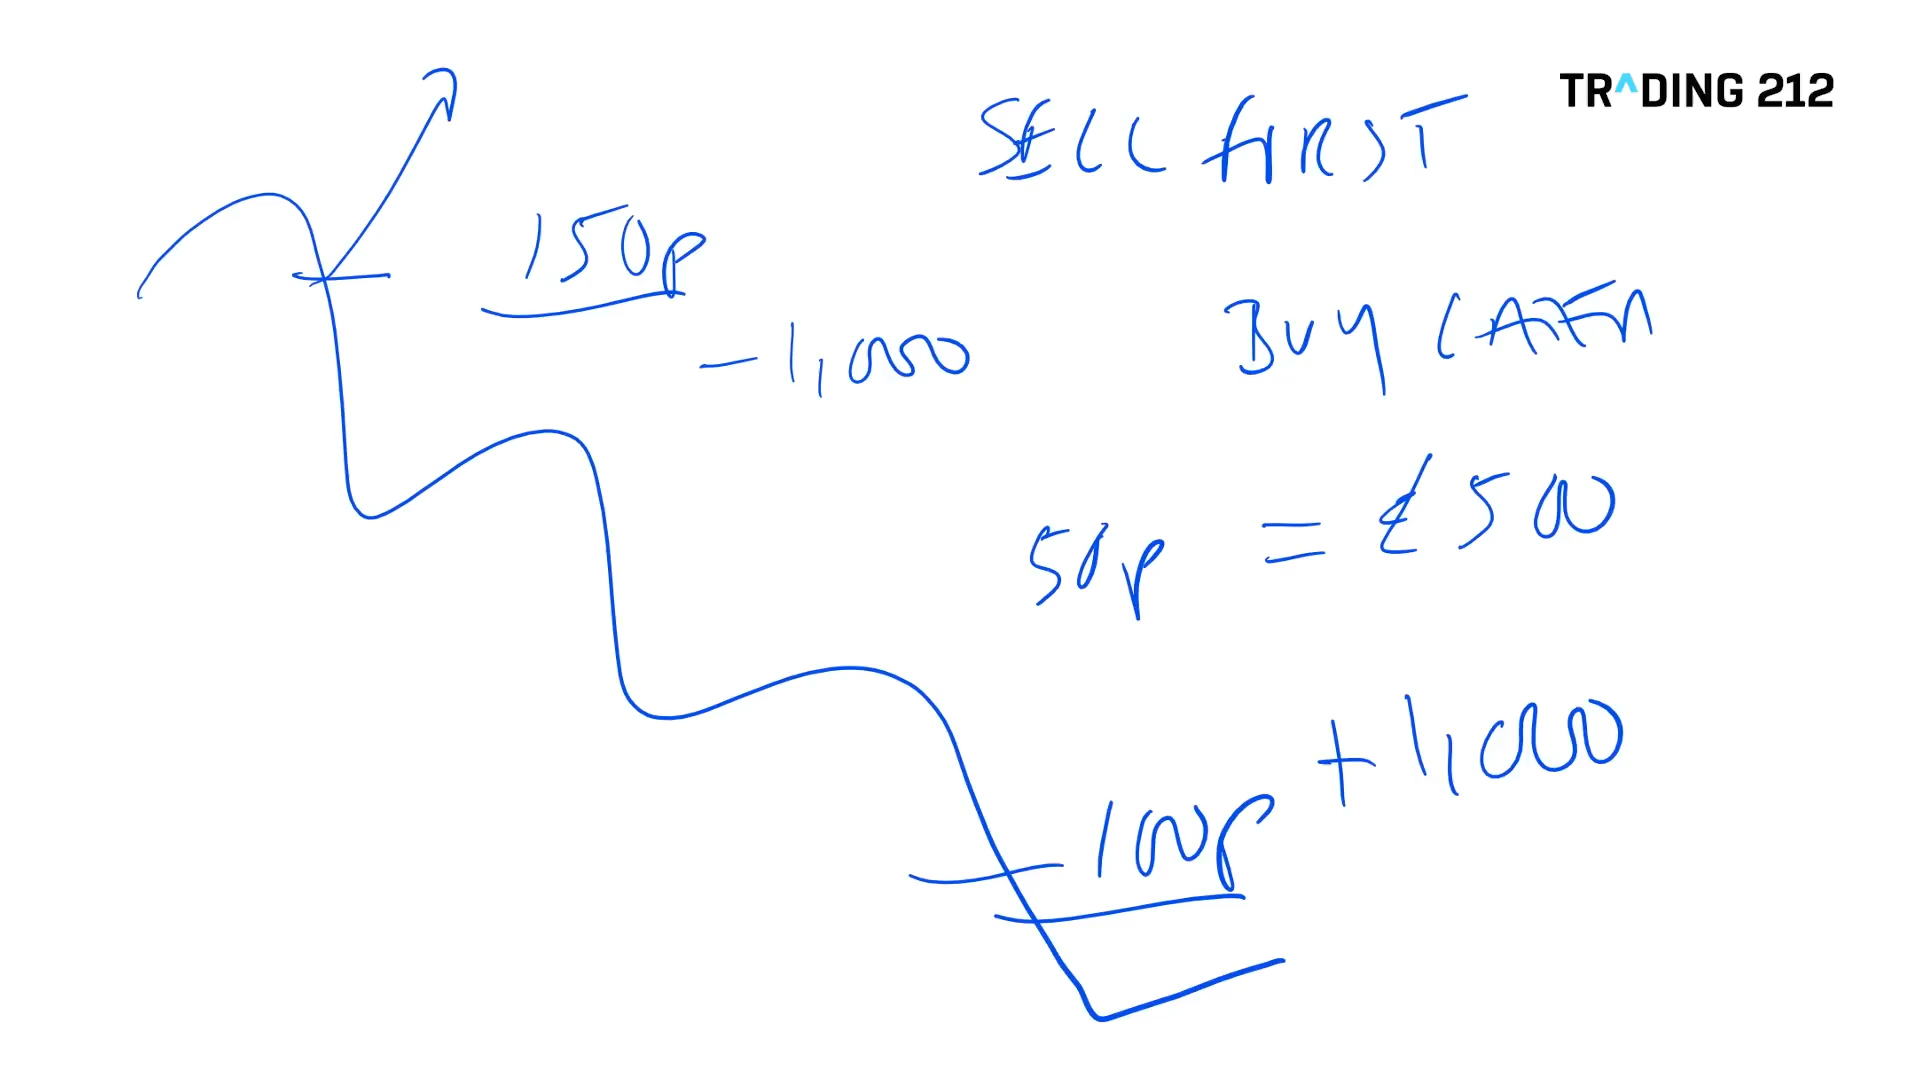 TRADING 212
SELL FIRST
150p
-1,000
BUY LATER
50p = £500
+1,000
100p